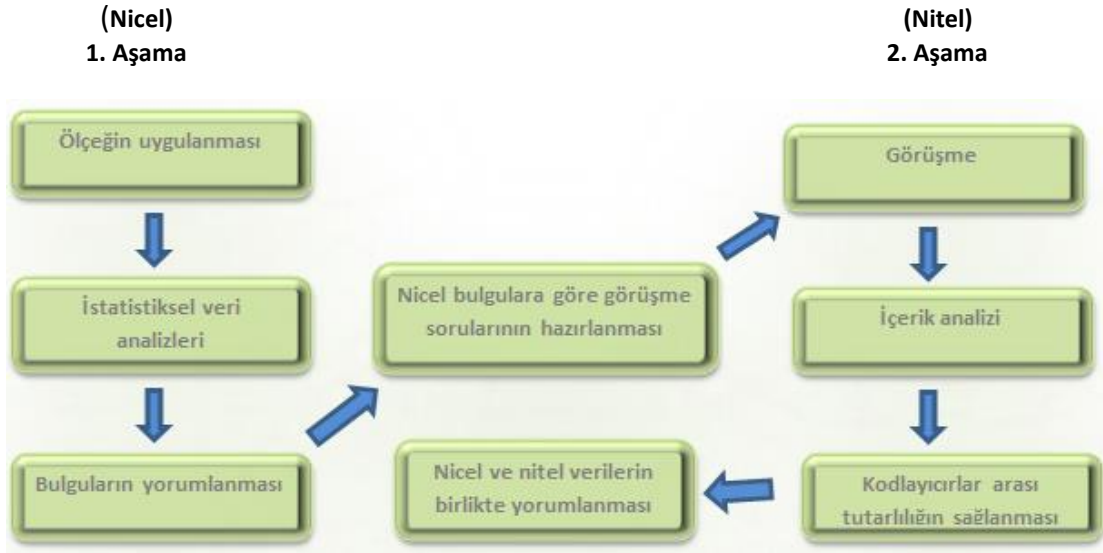 (Nicel)
1. Aşama
(Nitel)
2. Aşama
Ölçeğin uygulanması
İstatistiksel veri
analizleri
Bulguların yorumlanması
Nicel bulgulara göre görüşme
sorularının hazırlanması
Görüşme
İçerik analizi
Kodlayıcırlar arası
tutarlılığın sağlanması
Nicel ve nitel verilerin
birlikte yorumlanması